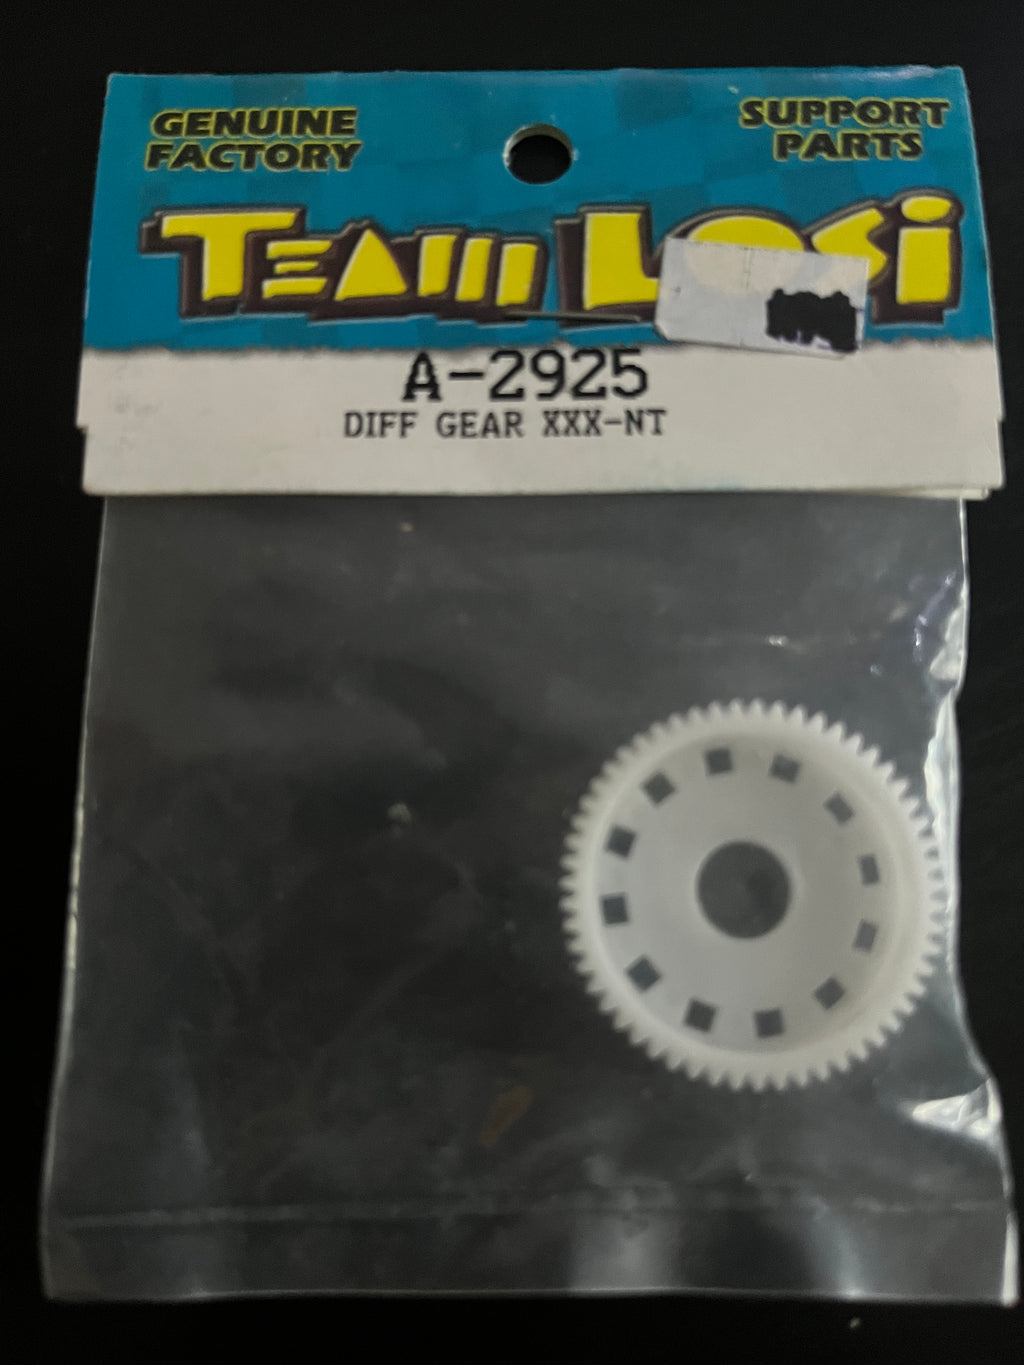 GENUINE
FACTORY
SUPPORT
PARTS
TEAM LOSi
A-2925
DIFF GEAR XXX-NT